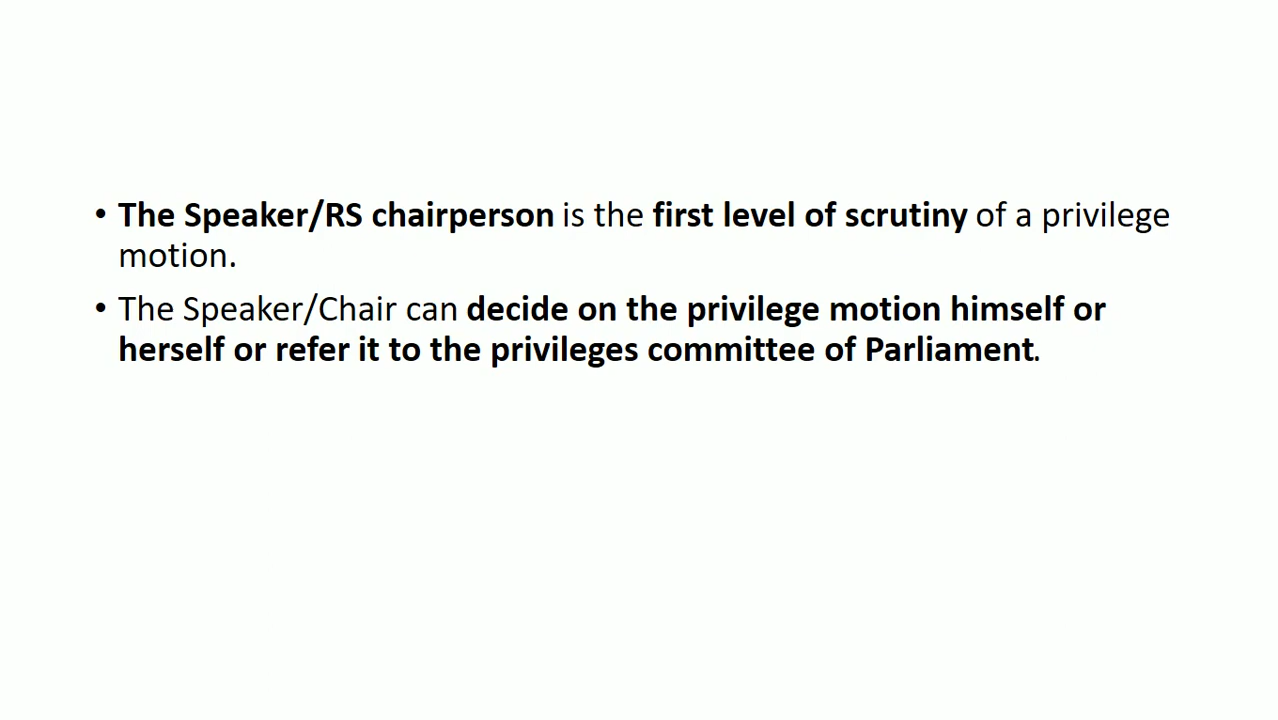 • The Speaker/RS chairperson is the first level of scrutiny of a privilege
motion.
• The Speaker/Chair can decide on the privilege motion himself or
herself or refer it to the privileges committee of Parliament.